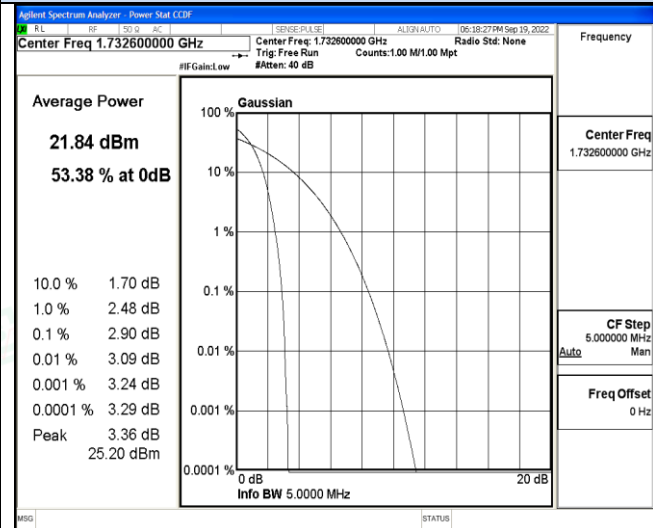 Agilent Spectrum Analyzer - Power Stat CCDF
RL RF 50 Ω AC SENSE:PULSE ALIGN AUTO 06:18:27 PM Sep 19, 2022
Center Freq 1.732600000 GHz
Center Freq: 1.732600000 GHz Radio Std: None
Trig: Free Run Counts:1.00 M/1.00 Mpt
#IFGain:Low #Atten: 40 dB
Frequency
Average Power
21.84 dBm
53.38 % at 0dB
10.0 % 1.70 dB
1.0 % 2.48 dB
0.1 % 2.90 dB
0.01 % 3.09 dB
0.001 % 3.24 dB
0.0001 % 3.29 dB
Peak 3.36 dB
25.20 dBm
Gaussian
100 %
10 %
1 %
0.1 %
0.01 %
0.001 %
0.0001 %
0 dB 20 dB
Info BW 5.0000 MHz
Center Freq
1.732600000 GHz
CF Step
5.000000 MHz
Auto Man
Freq Offset
0 Hz
MSG STATUS